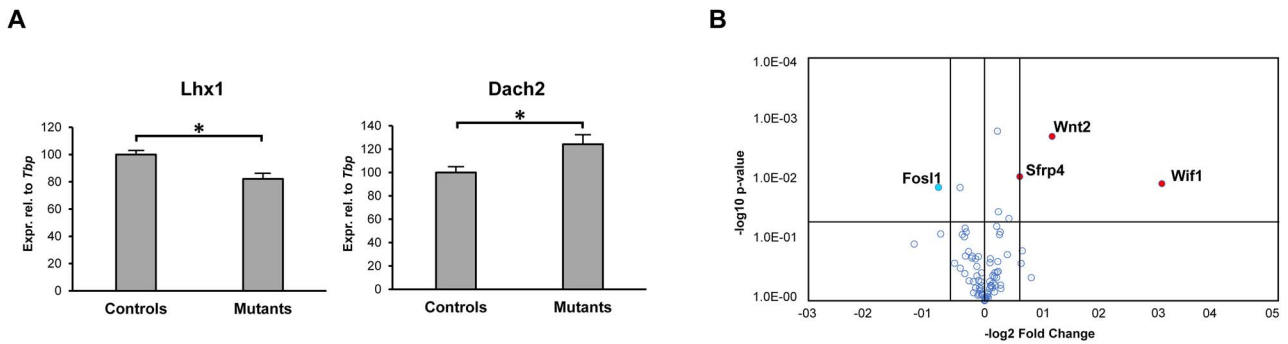 A
Lhx1
Expr. rel. to Tbp
120
100
80
60
40
20
0
*
Controls Mutants
Dach2
Expr. rel. to Tbp
140
120
100
80
60
40
20
0
*
Controls Mutants
B
-log10 p-value
1.0E-04
1.0E-03
1.0E-02
1.0E-01
1.0E-00
Wnt2
Sfrp4
Wif1
Fosl1
-03 -02 -01 0 01 02 03 04 05
-log2 Fold Change